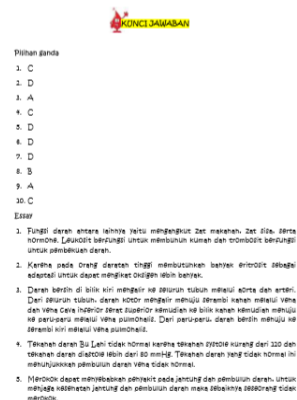 KUNCI JAWABAN
Pilihan ganda
1. C
2. D
3. A
4. C
5. D
6. D
7. D
8. B
9. A
10. C
Essay
1. Fungsi darah antara lainnya yaitu mengangkut zat makanan, zat sisa, serta
hormone. Leukosit berfungsi untuk membunuh kuman dan trombosit berfungsi
untuk pembekuan darah.
2. Karena pada orang daratan tinggi membutuhkan banyak eritrosit sebagai
adaptasi untuk dapat mengikat oksigen lebih banyak.
3. Darah bersih di bilik kiri mengalir ke seluruh tubuh melalui aorta dan arteri.
Dari seluruh tubuh, darah kotor mengalir menuju serambi kanan melalui vena
dan vena cava inferior serat superior kemudian ke bilik kanan kemudian menuju
ke paru-paru melalui vena pulmonalis. Dari paru-paru, darah bersih menuju ke
serambi kiri melalui vena pulmonalis.
4. Tekanan darah Bu Lani tidak normal karena tekanan systole kurang dari 120 dan
tekanan darah diastole lebih dari 80 mmHg. Tekanan darah yang tidak normal ini
menunjukkkan pembuluh darah vena tidak normal.
5. Merokok dapat menyebabkan penyakit pada jantung dan pembuluh darah, untuk
menjaga kesehatan jantung dan pembuluh darah maka sebaiknya seseorang tidak
merokok.